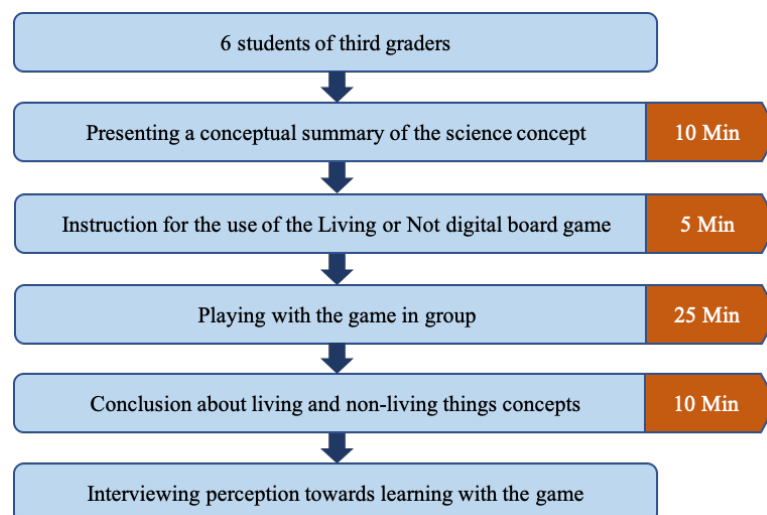 6 students of third graders
Presenting a conceptual summary of the science concept 10 Min
Instruction for the use of the Living or Not digital board game 5 Min
Playing with the game in group 25 Min
Conclusion about living and non-living things concepts 10 Min
Interviewing perception towards learning with the game